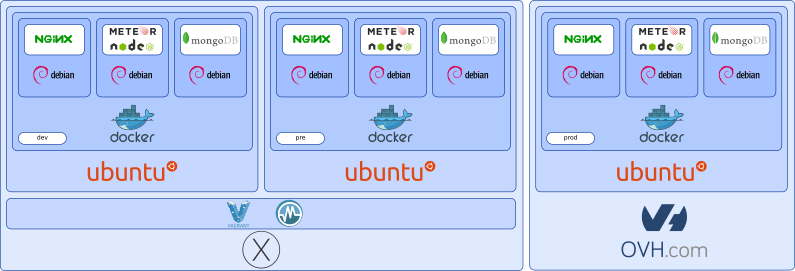 NGiNX
METEOR
node
mongoDB
debian
debian
debian
dev
docker
ubuntu
NGiNX
METEOR
node
mongoDB
debian
debian
debian
pre
docker
ubuntu
VAGRANT
X
NGiNX
METEOR
node
mongoDB
debian
debian
debian
prod
docker
ubuntu
OVH.com